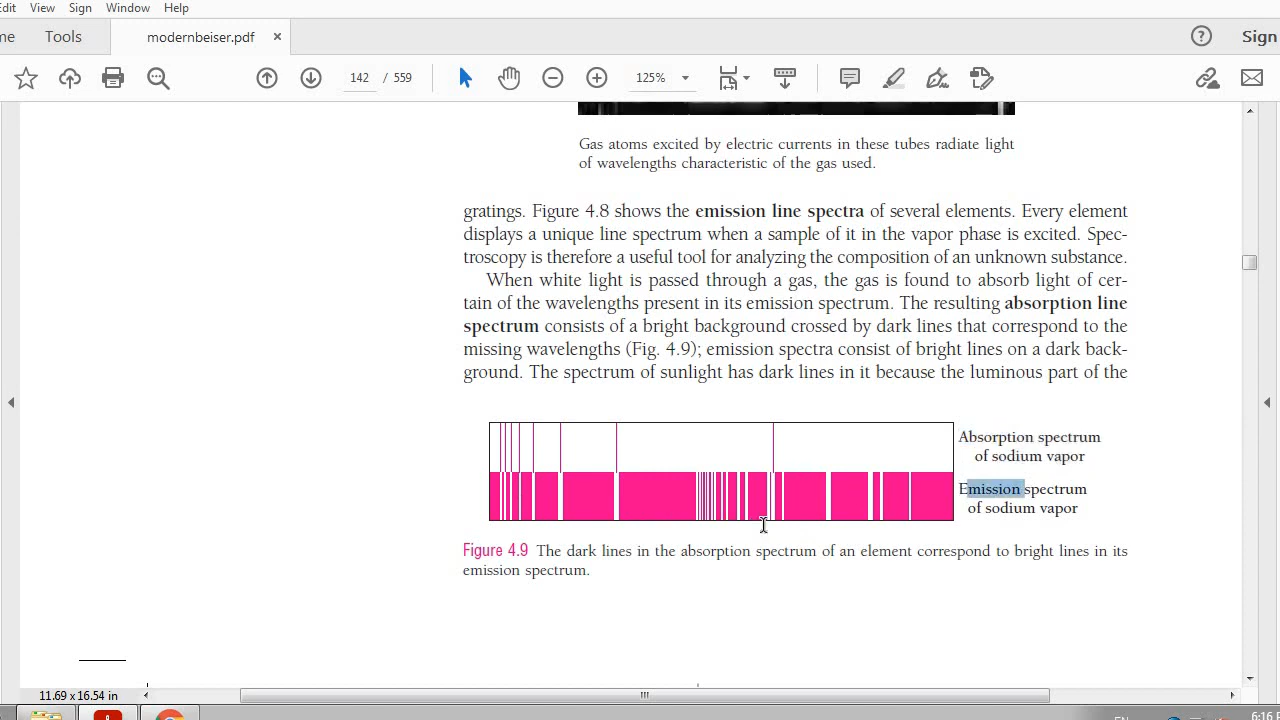 Edit View Sign Window Help
me Tools modernbeiser.pdf × ? Sign
142 / 559 125%
Gas atoms excited by electric currents in these tubes radiate light
of wavelengths characteristic of the gas used.
gratings. Figure 4.8 shows the emission line spectra of several elements. Every element
displays a unique line spectrum when a sample of it in the vapor phase is excited. Spec-
troscopy is therefore a useful tool for analyzing the composition of an unknown substance.
When white light is passed through a gas, the gas is found to absorb light of cer-
tain of the wavelengths present in its emission spectrum. The resulting absorption line
spectrum consists of a bright background crossed by dark lines that correspond to the
missing wavelengths (Fig. 4.9); emission spectra consist of bright lines on a dark back-
ground. The spectrum of sunlight has dark lines in it because the luminous part of the
Absorption spectrum
of sodium vapor
Emission spectrum
of sodium vapor
Figure 4.9 The dark lines in the absorption spectrum of an element correspond to bright lines in its
emission spectrum.
11.69 x 16.54 in
EN 6:16